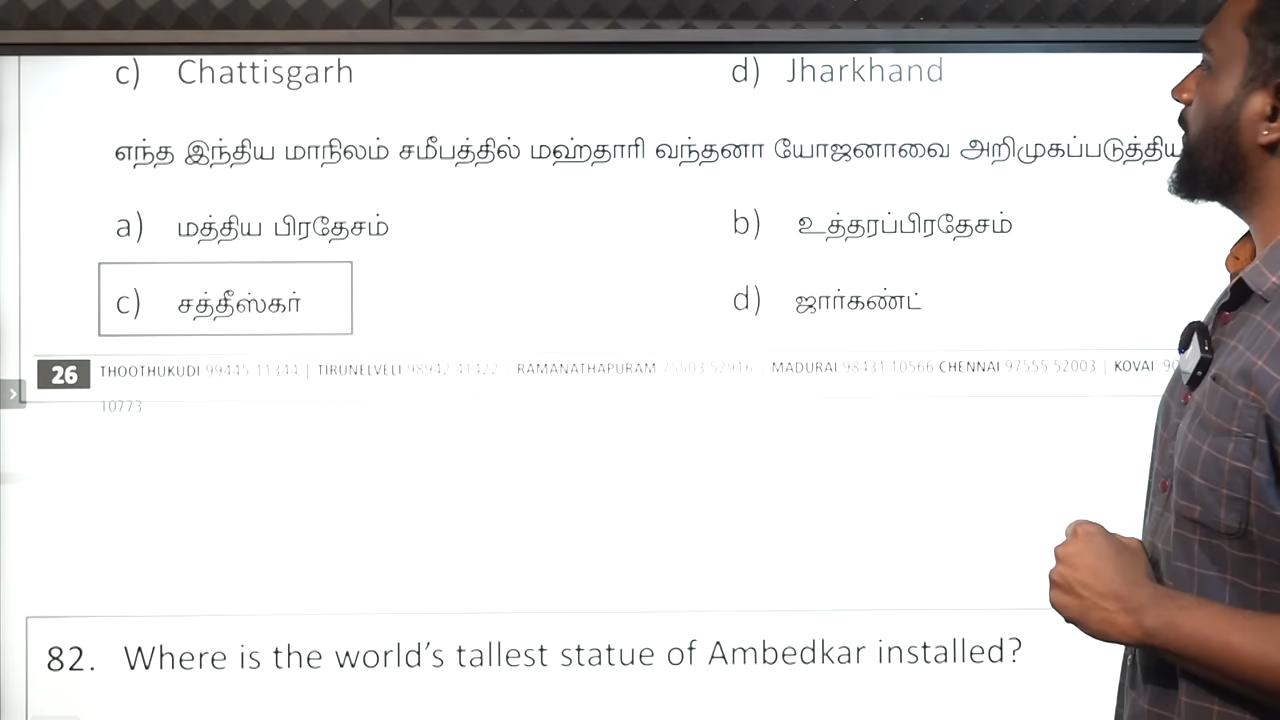 c) Chattisgarh d) Jharkhand
எந்த இந்திய மாநிலம் சமீபத்தில் மஹ்தாரி வந்தனா யோஜனாவை அறிமுகப்படுத்திய
a) மத்திய பிரதேசம் b) உத்தரப்பிரதேசம்
c) சத்தீஸ்கர் d) ஜார்கண்ட்
26 THOOTHUKUDI 99445 11344 | TIRUNELVELI 98942 41422 | RAMANATHAPURAM 75503 52916 | MADURAI 98431 10566 CHENNAI 97555 52003 | KOVAI 90
10773
82. Where is the world’s tallest statue of Ambedkar installed?